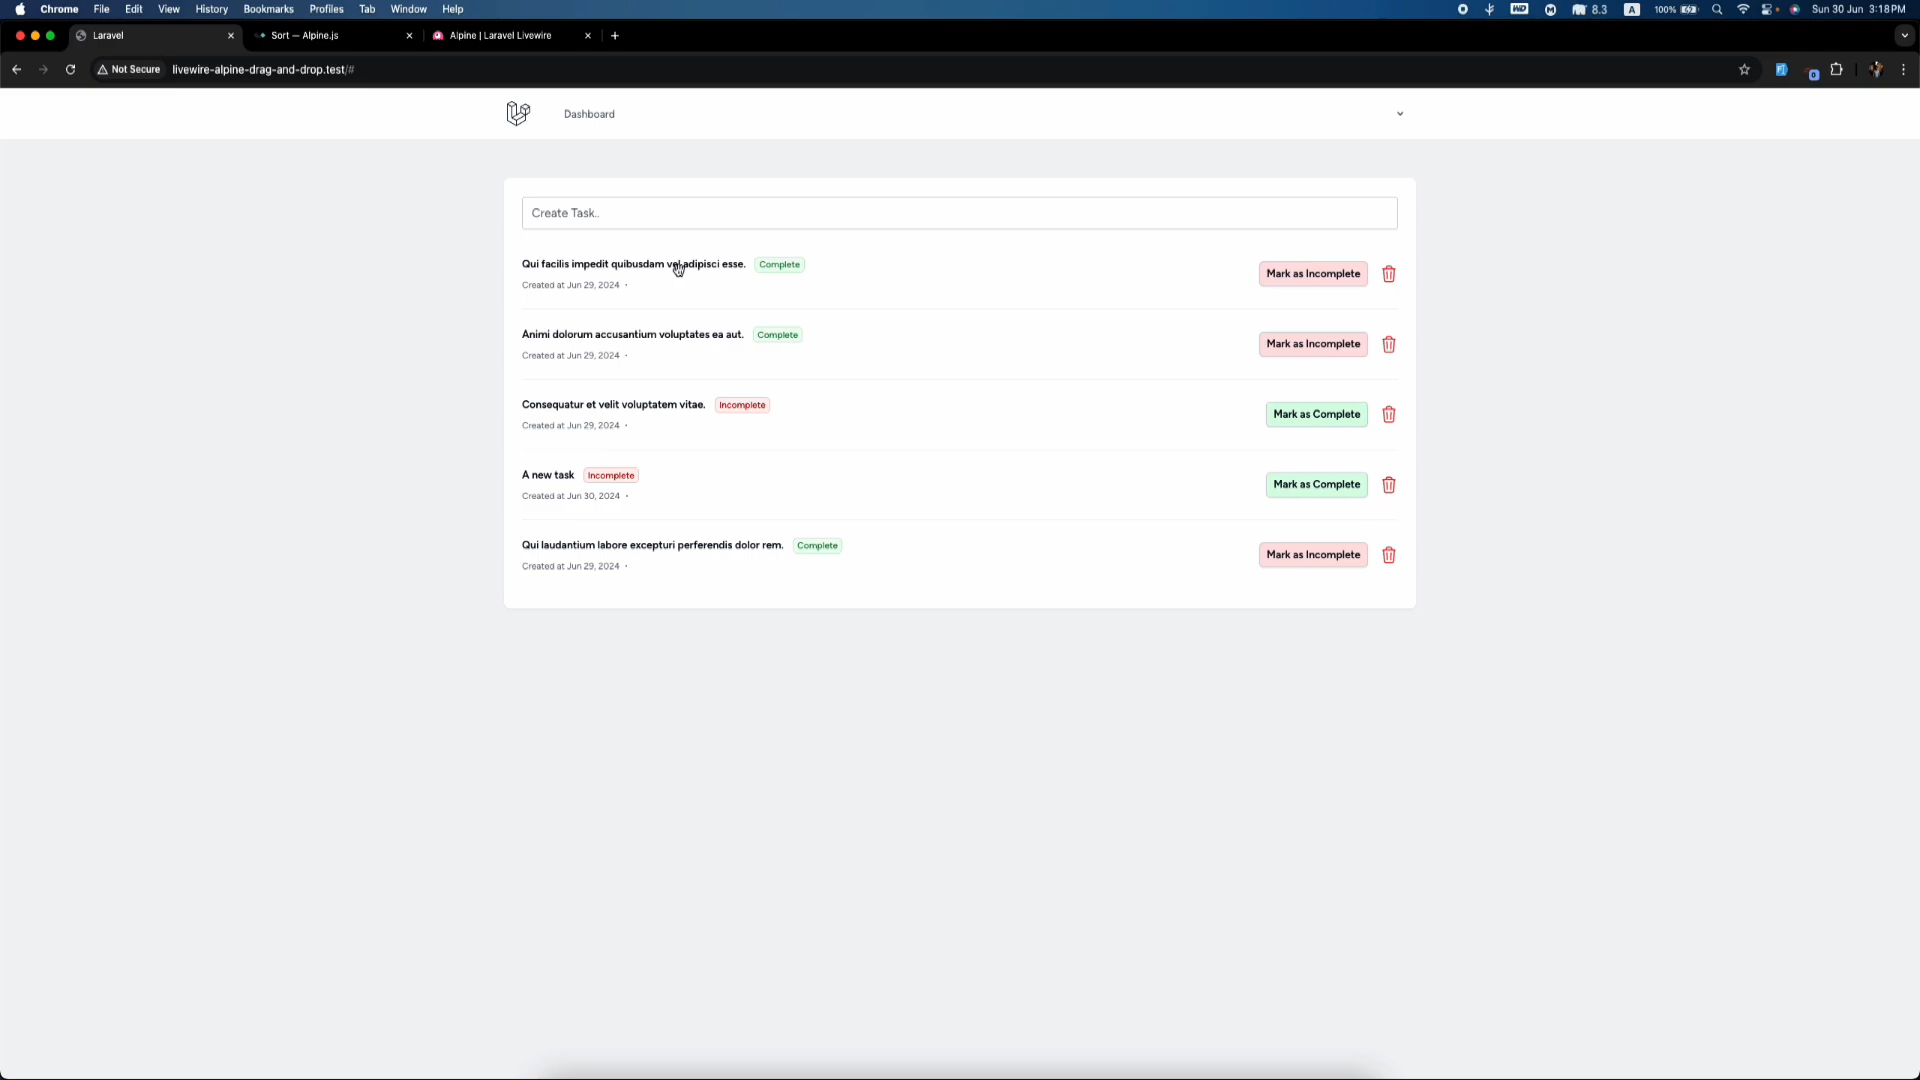 Chrome File Edit View History Bookmarks Profiles Tab Window Help WD M 8.3 A 100% Sun 30 Jun 3:18 PM
Laravel Sort — Alpine.js Alpine | Laravel Livewire
Not Secure livewire-alpine-drag-and-drop.test/#
Dashboard
Create Task..
Qui facilis impedit quibusdam vel adipisci esse. Complete
Created at Jun 29, 2024 ·
Mark as Incomplete
Animi dolorum accusantium voluptates ea aut. Complete
Created at Jun 29, 2024 ·
Mark as Incomplete
Consequatur et velit voluptatem vitae. Incomplete
Created at Jun 29, 2024 ·
Mark as Complete
A new task Incomplete
Created at Jun 30, 2024 ·
Mark as Complete
Qui laudantium labore excepturi perferendis dolor rem. Complete
Created at Jun 29, 2024 ·
Mark as Incomplete